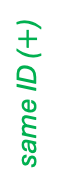 same ID (+)